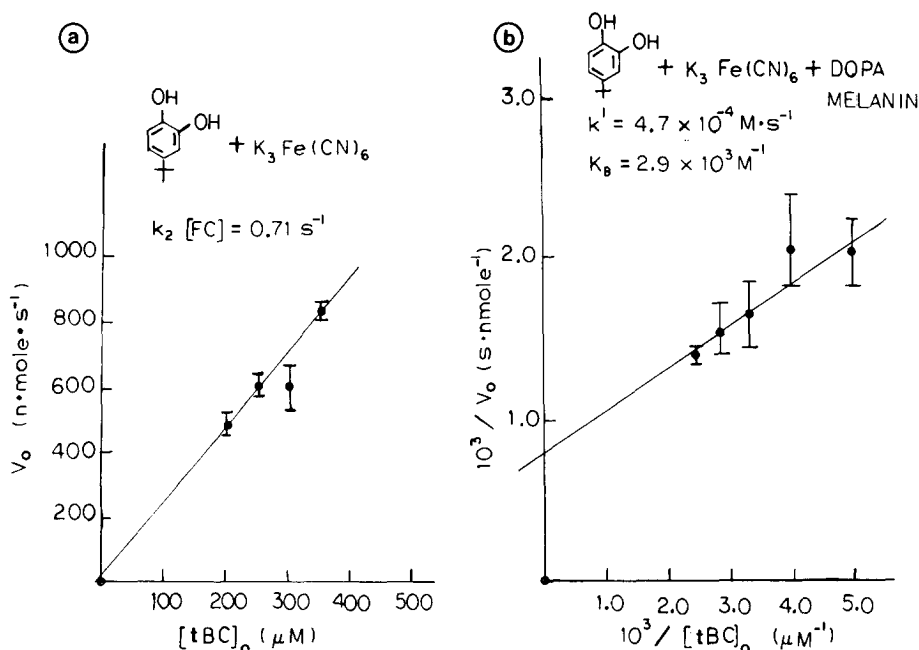 a
OH
OH
+ K₃ Fe(CN)₆
k₂ [FC] = 0.71 s⁻¹
V₀ (n•mole•s⁻¹)
1000
800
600
400
200
100 200 300 400 500
[tBC]₀ (μM)
b
OH
OH
+ K₃ Fe(CN)₆ + DOPA
MELANIN
k' = 4.7 × 10⁻⁴ M•s⁻¹
K_B = 2.9 × 10³ M⁻¹
10³/V₀ (s•nmole⁻¹)
3.0
2.0
1.0
1.0 2.0 3.0 4.0 5.0
10³/[tBC]₀ (μM⁻¹)